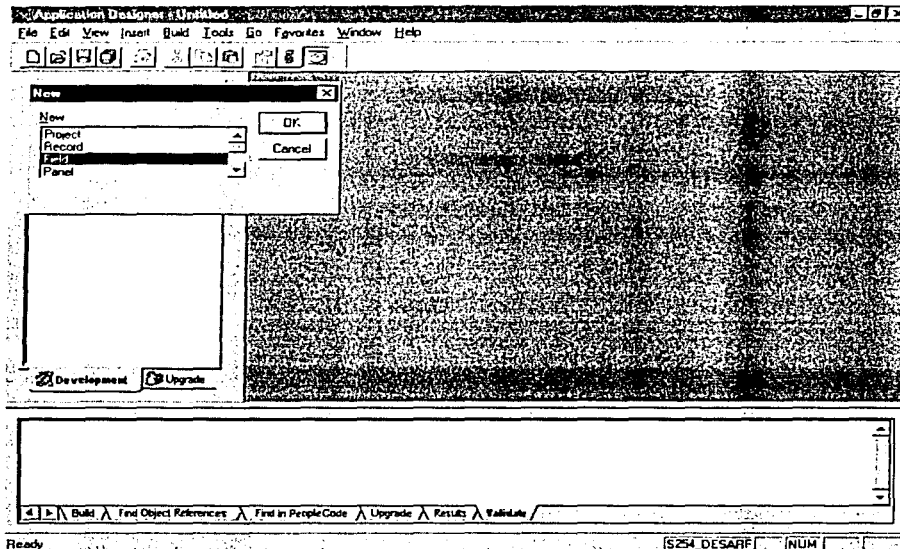 Application Designer - Untitled
File Edit View Insert Build Tools Go Favorites Window Help
New
New
Project
Record
Field
Panel
OK
Cancel
Development Upgrade
Build Find Object References Find in PeopleCode Upgrade Results Validate
Ready
NUM